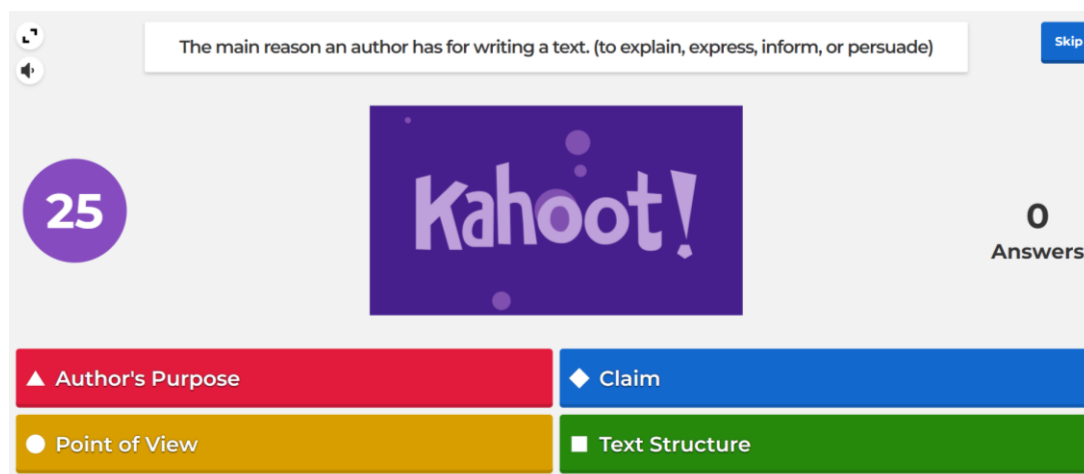 The main reason an author has for writing a text. (to explain, express, inform, or persuade)
Skip
25
Kahoot!
0
Answers
Author's Purpose
Claim
Point of View
Text Structure